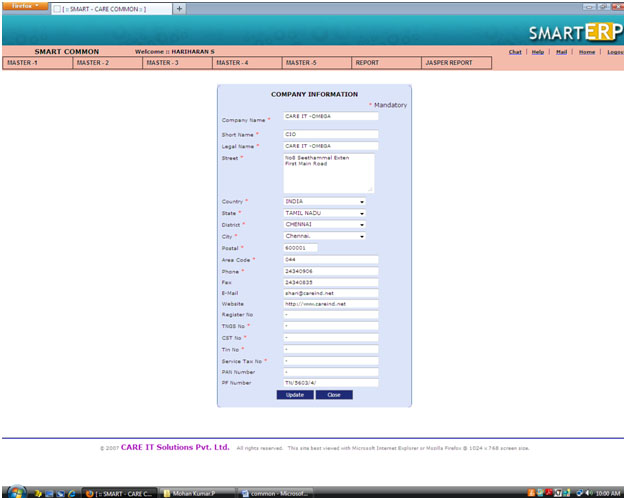 Firefox
[ :: SMART - CARE COMMON :: ]
+
SMARTERP
SMART COMMON
Welcome :: HARIHARAN S
Chat | Help | Mail | Home | Logou
MASTER -1
MASTER - 2
MASTER - 3
MASTER - 4
MASTER -5
REPORT
JASPER REPORT
COMPANY INFORMATION
* Mandatory
Company Name * CARE IT -OMEGA
Short Name * CIO
Legal Name * CARE IT -OMEGA
Street * No8 Seethammal Exten
First Main Road
Country * INDIA
State * TAMIL NADU
District * CHENNAI
City * Chennai.
Postal * 600001
Area Code * 044
Phone * 24340906
Fax 24340835
E-Mail shan@careind.net
Website http://www.careind.net
Register No -
TNGS No * -
CST No * -
Tin No * -
Service Tax No * -
PAN Number -
PF Number TN/5603/4/
Update Close
© 2007 CARE IT Solutions Pvt. Ltd. All rights reserved. This site best viewed with Microsoft Internet Explorer or Mozilla Firefox @ 1024 x 768 screen size.
[ :: SMART - CARE C...
Mohan Kumar.P
common - Microsof...
10:00 AM